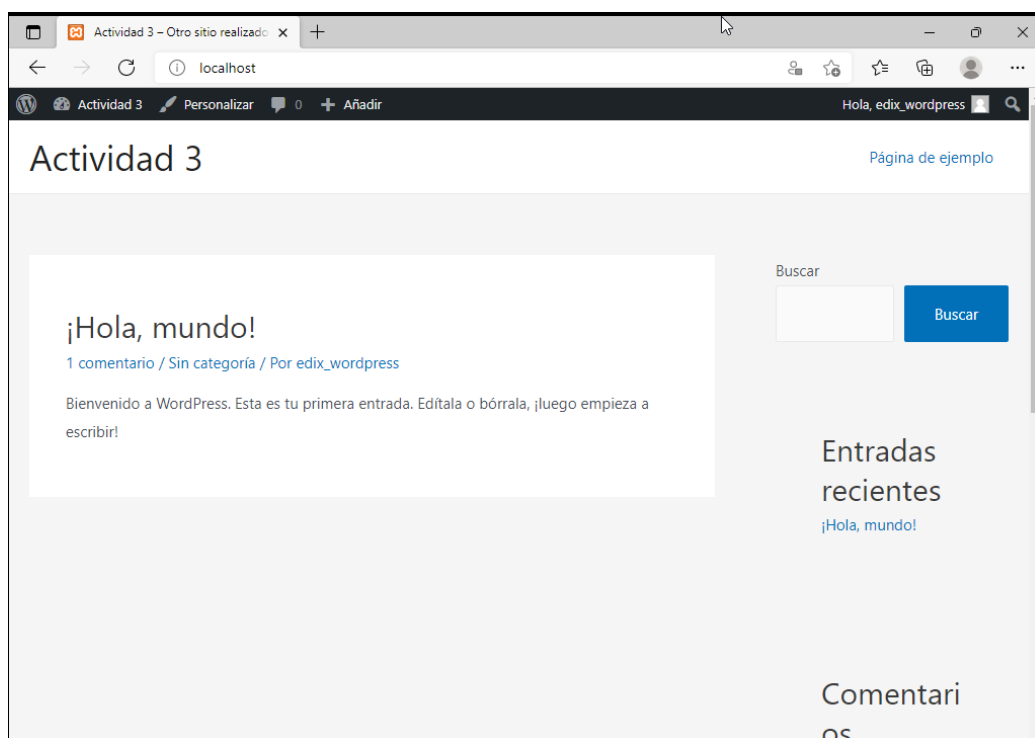 Actividad 3 – Otro sitio realizado
localhost
Actividad 3 Personalizar 0 Añadir Hola, edix_wordpress
Actividad 3
Página de ejemplo
¡Hola, mundo!
1 comentario / Sin categoría / Por edix_wordpress
Bienvenido a WordPress. Esta es tu primera entrada. Edítala o bórrala, ¡luego empieza a
escribir!
Buscar
Buscar
Entradas
recientes
¡Hola, mundo!
Comentari
os